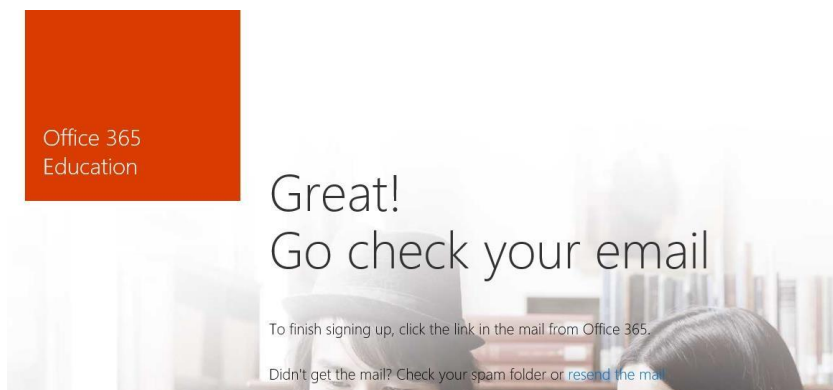 Office 365
Education
Great!
Go check your email
To finish signing up, click the link in the mail from Office 365.
Didn't get the mail? Check your spam folder or resend the mail.